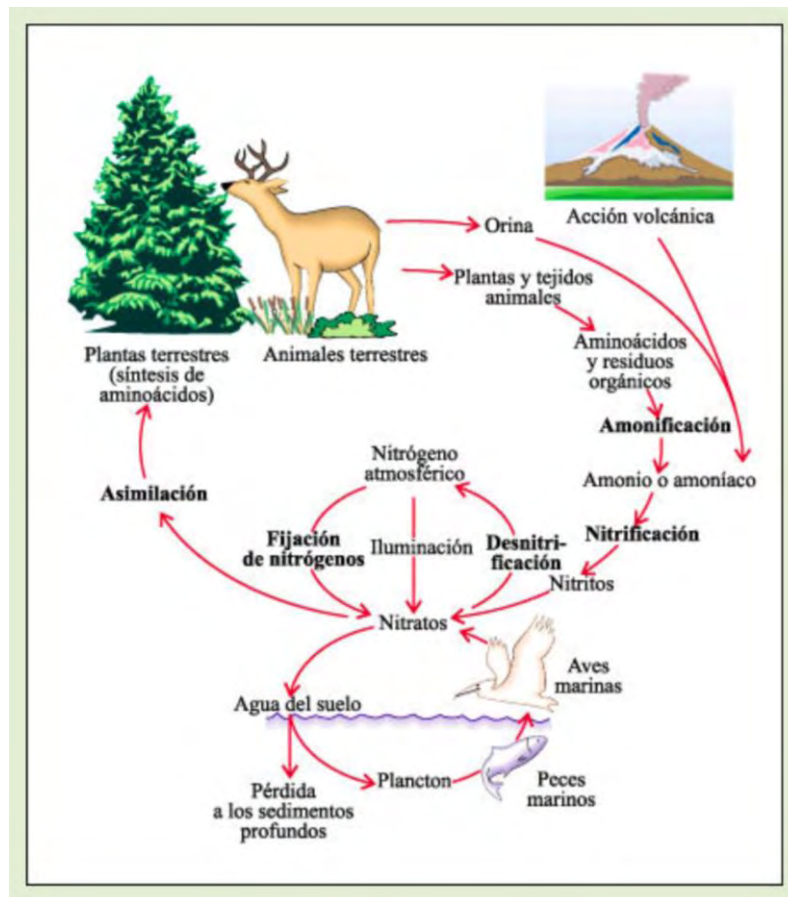 Acción volcánica
Orina
Plantas y tejidos
animales
Plantas terrestres
(síntesis de
aminoácidos)
Animales terrestres
Aminoácidos
y residuos
orgánicos
Amonificación
Nitrógeno
atmosférico
Amonio o amoníaco
Asimilación
Fijación
de nitrógenos
Iluminación
Desnitri-
ficación
Nitrificación
Nitritos
Nitratos
Aves
marinas
Agua del suelo
Plancton
Peces
marinos
Pérdida
a los sedimentos
profundos